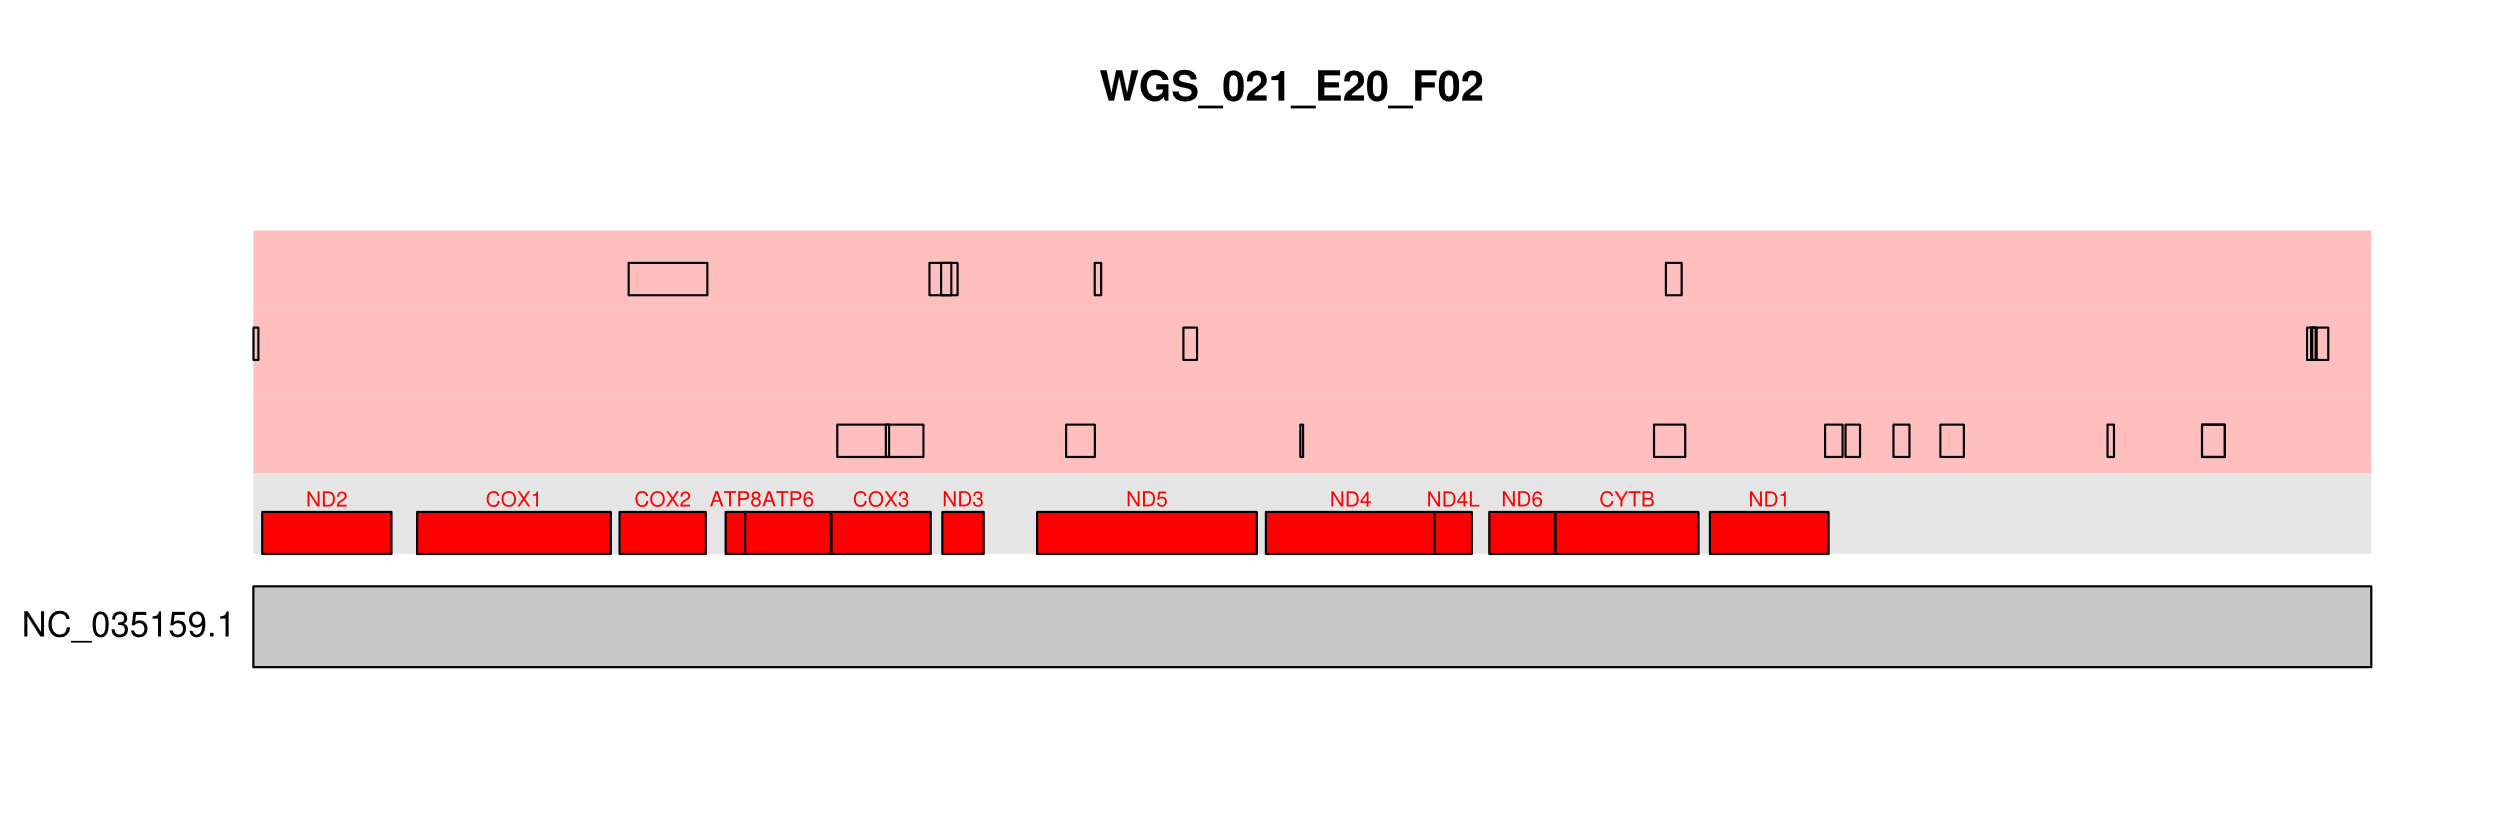 WGS_021_E20_F02
ND2 COX1 COX2 ATP8ATP6 COX3 ND3 ND5 ND4 ND4L ND6 CYTB ND1
NC_035159.1